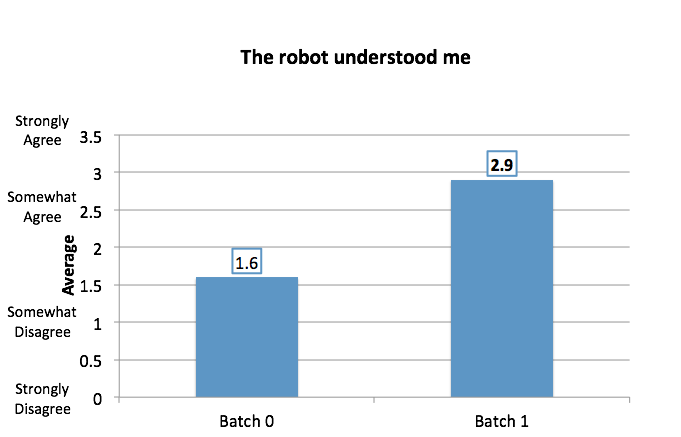 The robot understood me
Strongly
Agree
3.5
3
Somewhat
Agree
2.5
2
Average
1.5
Somewhat
Disagree
1
0.5
Strongly
Disagree
0
1.6
2.9
Batch 0
Batch 1